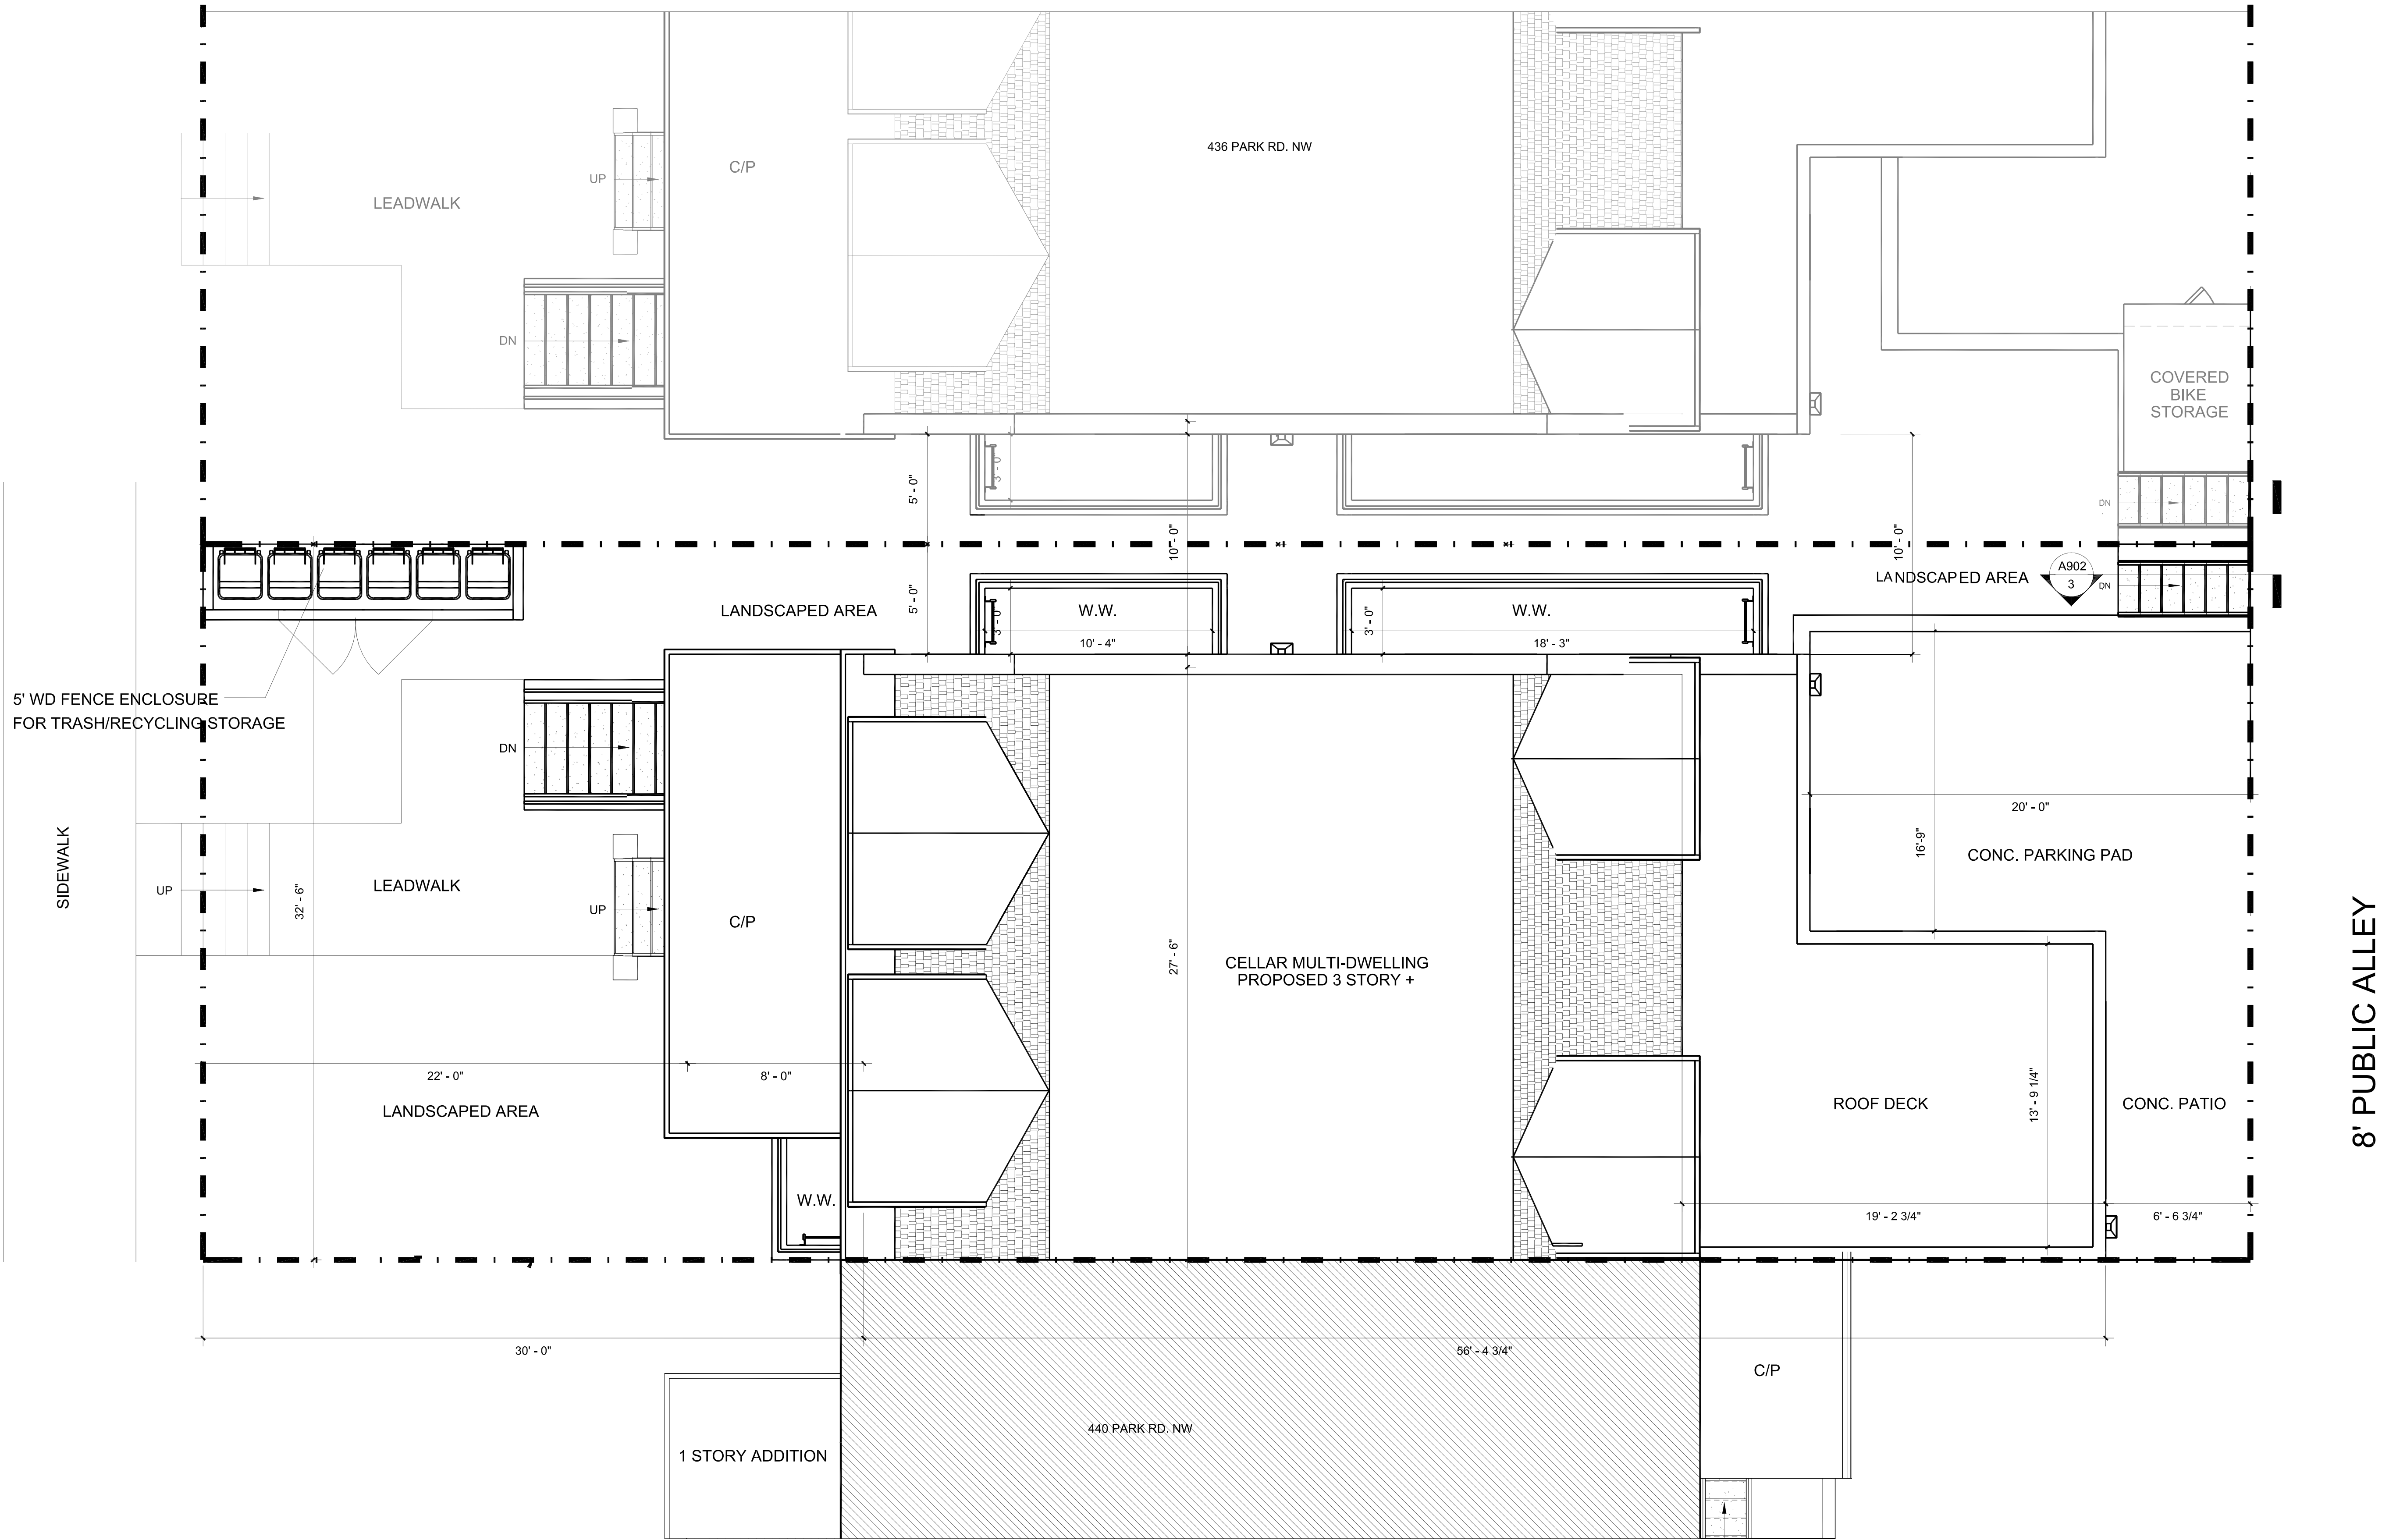 436 PARK RD. NW
C/P
UP
LEADWALK
DN
COVERED
BIKE
STORAGE
3' - 0
5' - 0"
DN
10'- 0"
10' - 0"
LANDSCAPED AREA
A902
3
DN
5' - 0"
LANDSCAPED AREA
3' - 0"
W.W.
10' - 4"
3' - 0"
W.W.
18' - 3"
5' WD FENCE ENCLOSURE
FOR TRASH/RECYCLING STORAGE
DN
20' - 0"
16'-9"
CONC. PARKING PAD
SIDEWALK
UP
32' - 6"
LEADWALK
UP
C/P
27' - 6"
CELLAR MULTI-DWELLING
PROPOSED 3 STORY +
8' PUBLIC ALLEY
22' - 0"
8' - 0"
LANDSCAPED AREA
ROOF DECK
13' - 9 1/4"
CONC. PATIO
W.W.
19' - 2 3/4"
6' - 6 3/4"
30' - 0"
56' - 4 3/4"
C/P
440 PARK RD. NW
1 STORY ADDITION